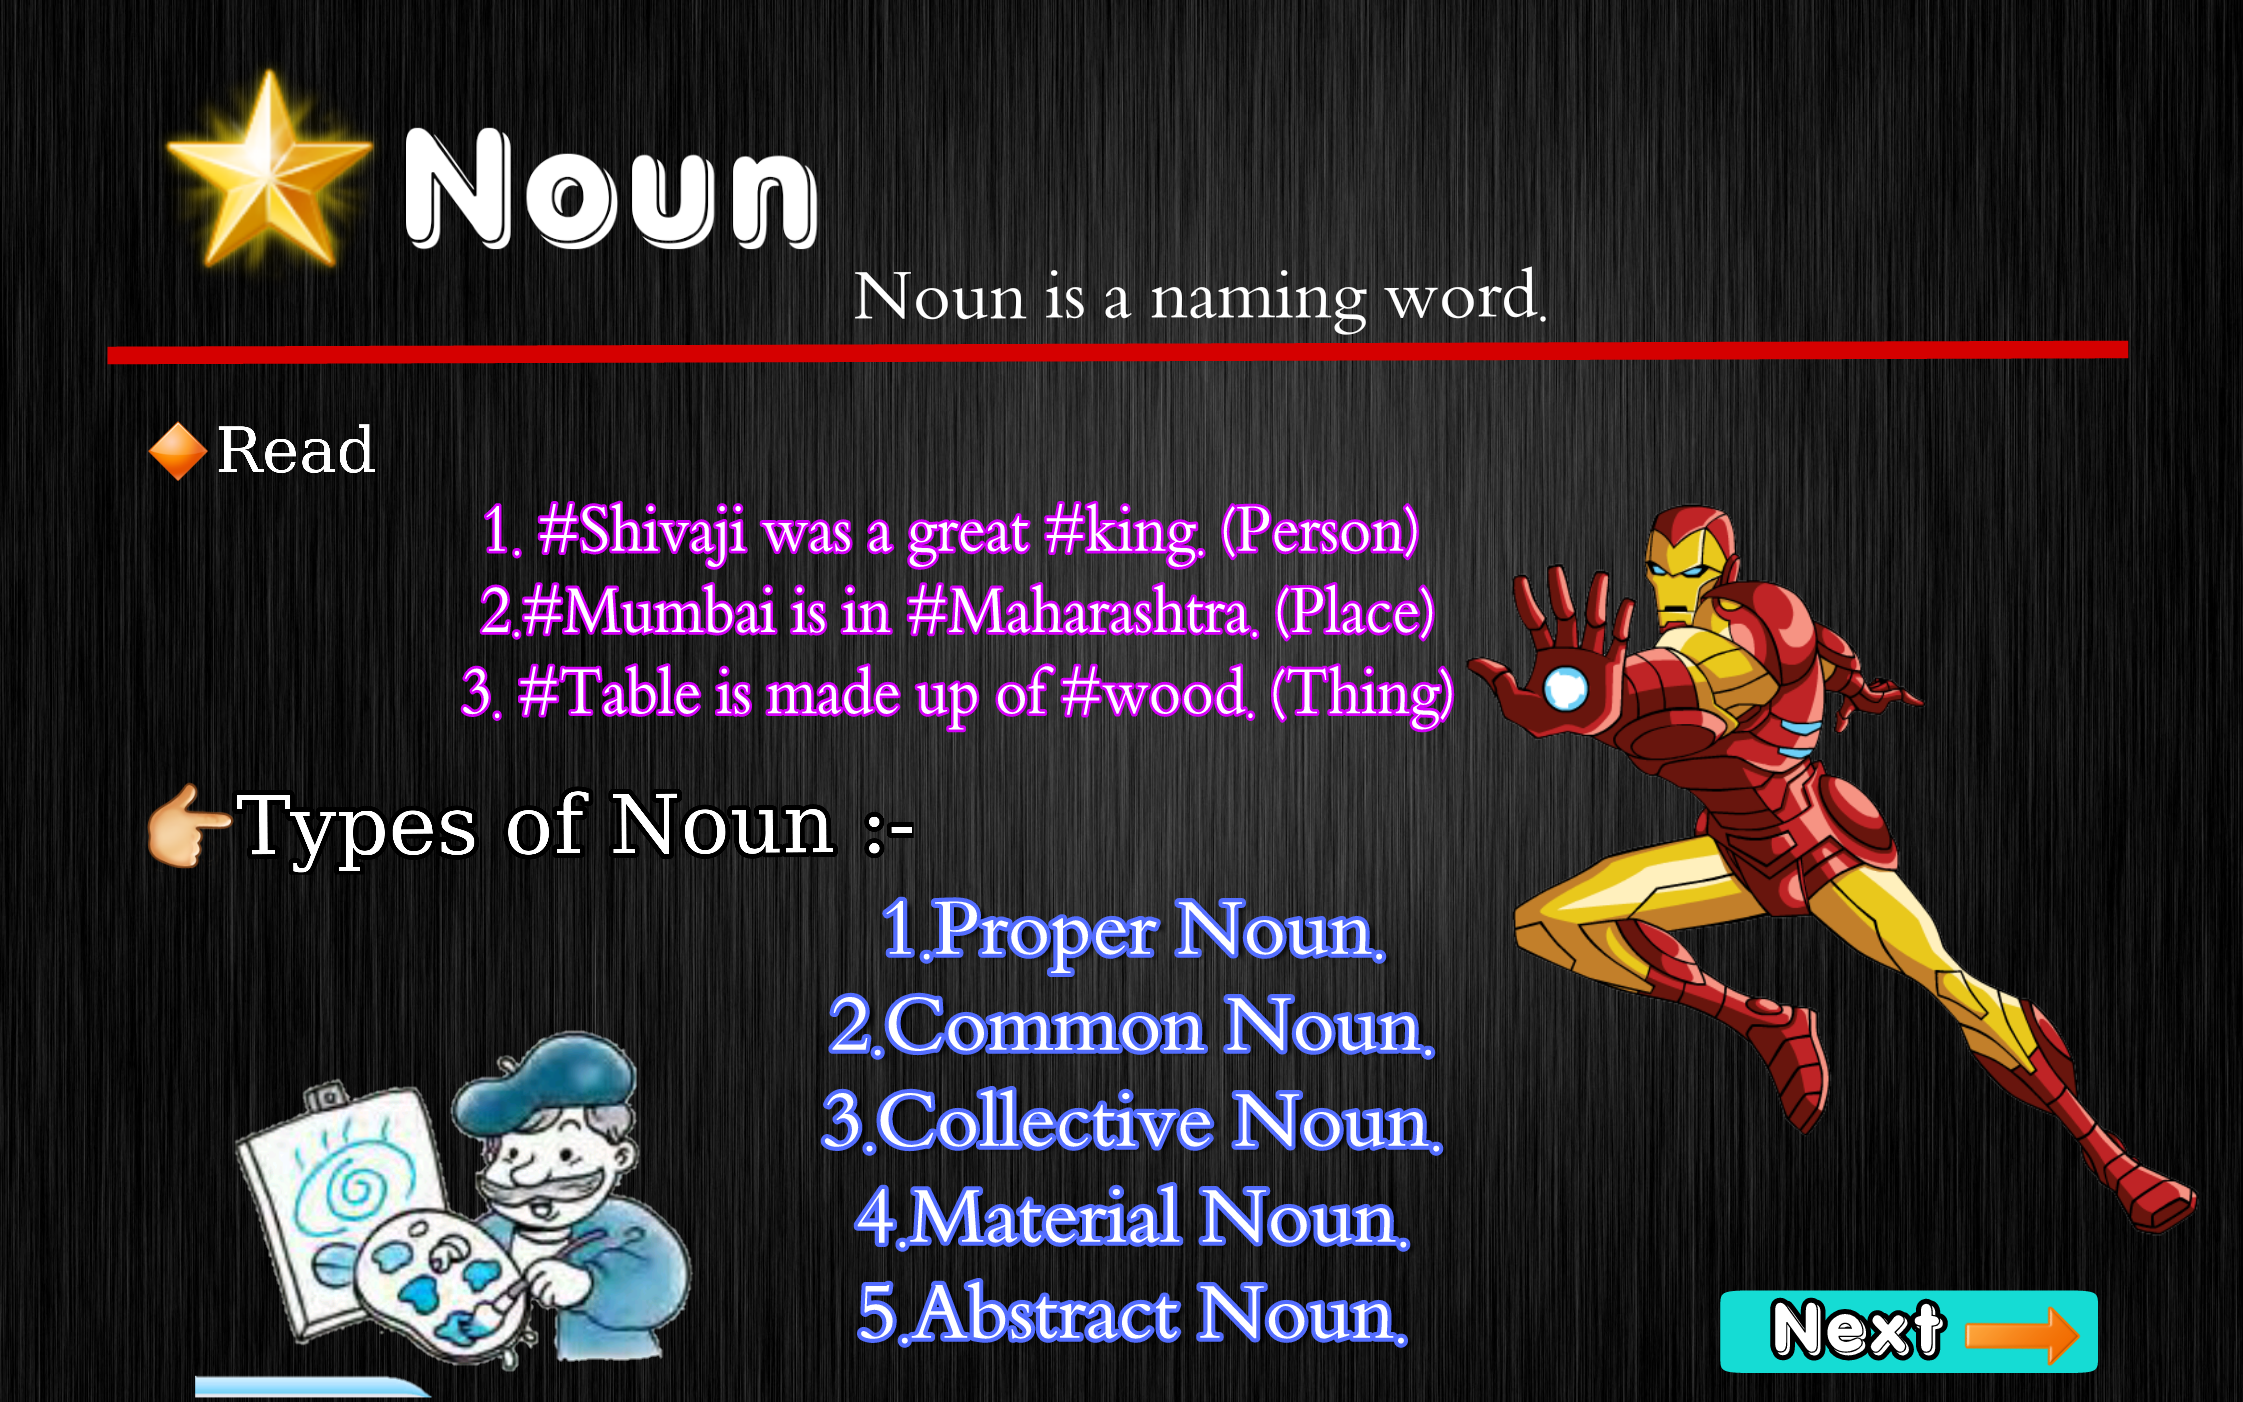 Noun
Noun is a naming word.
Read
1. #Shivaji was a great #king. (Person)
2.#Mumbai is in #Maharashtra. (Place)
3. #Table is made up of #wood. (Thing)
Types of Noun :-
1.Proper Noun.
2.Common Noun.
3.Collective Noun.
4.Material Noun.
5.Abstract Noun.
Next